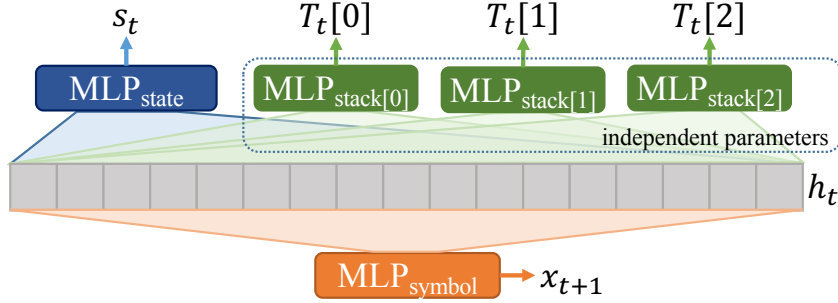 s_t T_t[0] T_t[1] T_t[2]
MLP_state MLP_stack[0] MLP_stack[1] MLP_stack[2]
independent parameters
h_t
MLP_symbol x_{t+1}